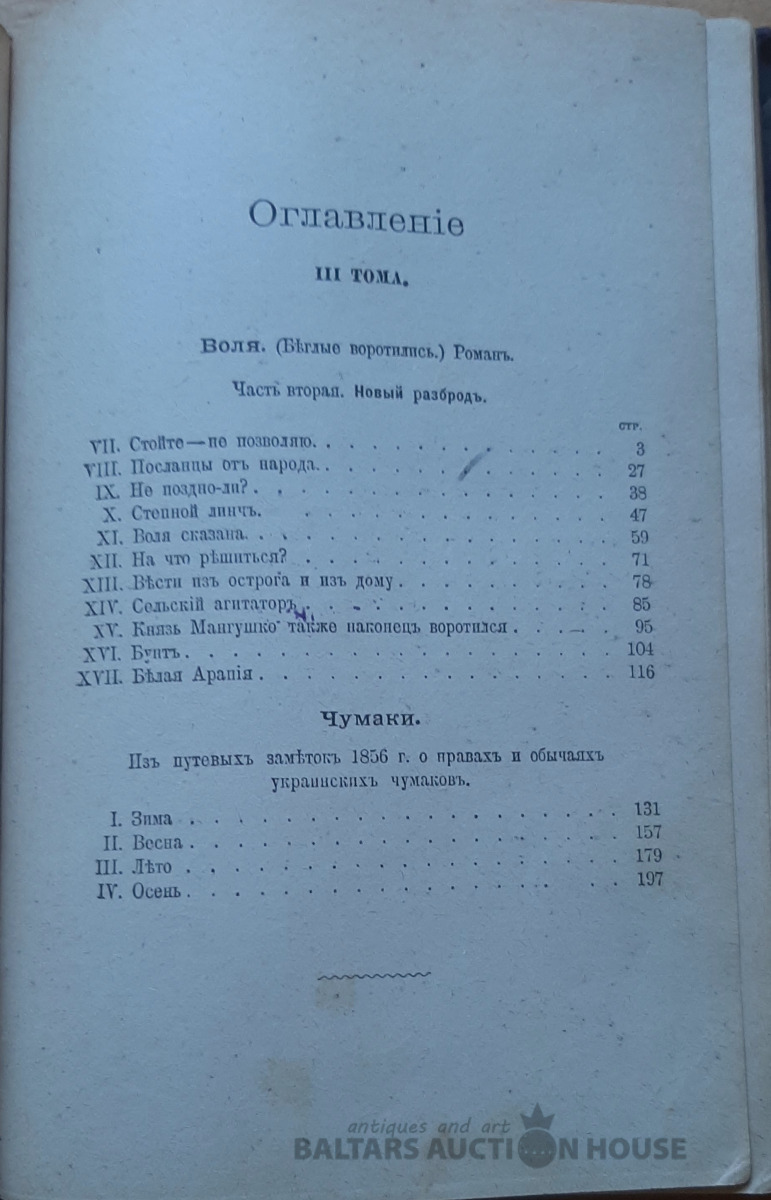 Оглавленіе
III ТОМА.
Воля. (Бѣглые воротились.) Романъ.
Часть вторая. Новый разбродъ.
СТР.
VII. Стойте—не позволяю. . . . . . . . . . . . . 3
VIII. Посланцы отъ народа. . . . . . . . . . . . . 27
IX. Не поздно-ли? . . . . . . . . . . . . . . 38
X. Степной линчъ. . . . . . . . . . . . . . 47
XI. Воля сказана. . . . . . . . . . . . . . . 59
XII. На что рѣшиться? . . . . . . . . . . . . . 71
XIII. Вѣсти изъ острога и изъ дому . . . . . . . . . 78
XIV. Сельскій агитаторъ . . . . . . . . . . . . . 85
XV. Князь Мангушко также наконецъ воротился . . . . 95
XVI. Бунтъ . . . . . . . . . . . . . . . . . 104
XVII. Бѣлая Арапія . . . . . . . . . . . . . . 116
Чумаки.
Изъ путевыхъ замѣтокъ 1856 г. о нравахъ и обычаяхъ
украинскихъ чумаковъ.
I. Зима . . . . . . . . . . . . . . . . . 131
II. Весна . . . . . . . . . . . . . . . . . 157
III. Лѣто . . . . . . . . . . . . . . . . . 179
IV. Осень . . . . . . . . . . . . . . . . . 197
antiques and art
BALTARS AUCTION HOUSE